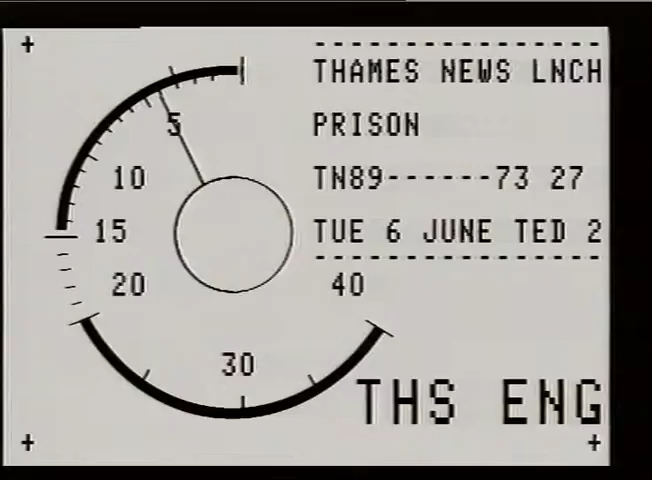 THAMES NEWS LNCH
PRISON
TN89------73 27
TUE 6 JUNE TED 2
5
10
15
20
30
40
THS ENG